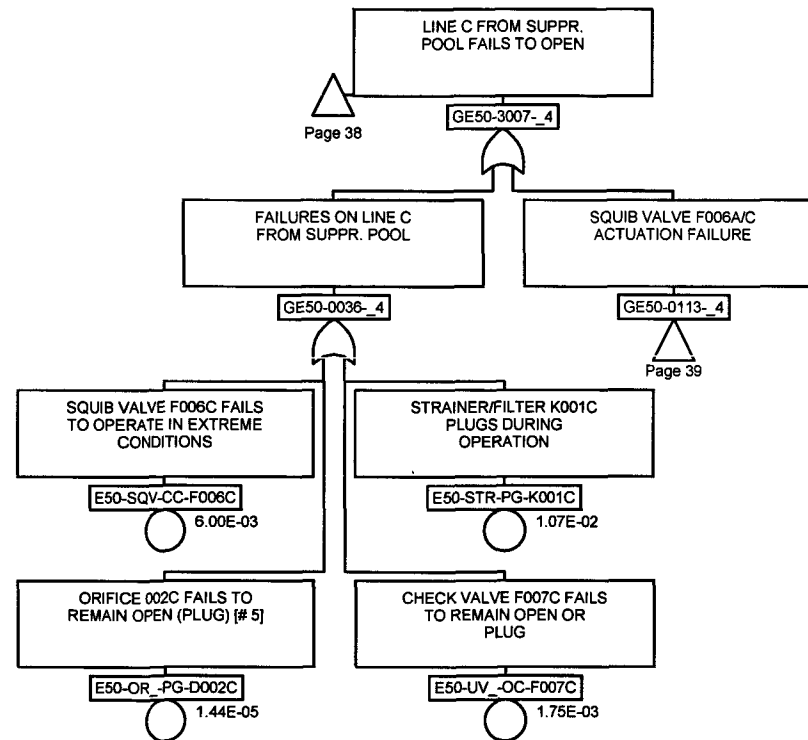 LINE C FROM SUPPR.
POOL FAILS TO OPEN
Page 38
GE50-3007-_4
FAILURES ON LINE C
FROM SUPPR. POOL
SQUIB VALVE F006A/C
ACTUATION FAILURE
GE50-0036-_4
GE50-0113-_4
Page 39
SQUIB VALVE F006C FAILS
TO OPERATE IN EXTREME
CONDITIONS
STRAINER/FILTER K001C
PLUGS DURING
OPERATION
E50-SQV-CC-F006C
6.00E-03
E50-STR-PG-K001C
1.07E-02
ORIFICE 002C FAILS TO
REMAIN OPEN (PLUG) [# 5]
CHECK VALVE F007C FAILS
TO REMAIN OPEN OR
PLUG
E50-OR_-PG-D002C
1.44E-05
E50-UV_-OC-F007C
1.75E-03